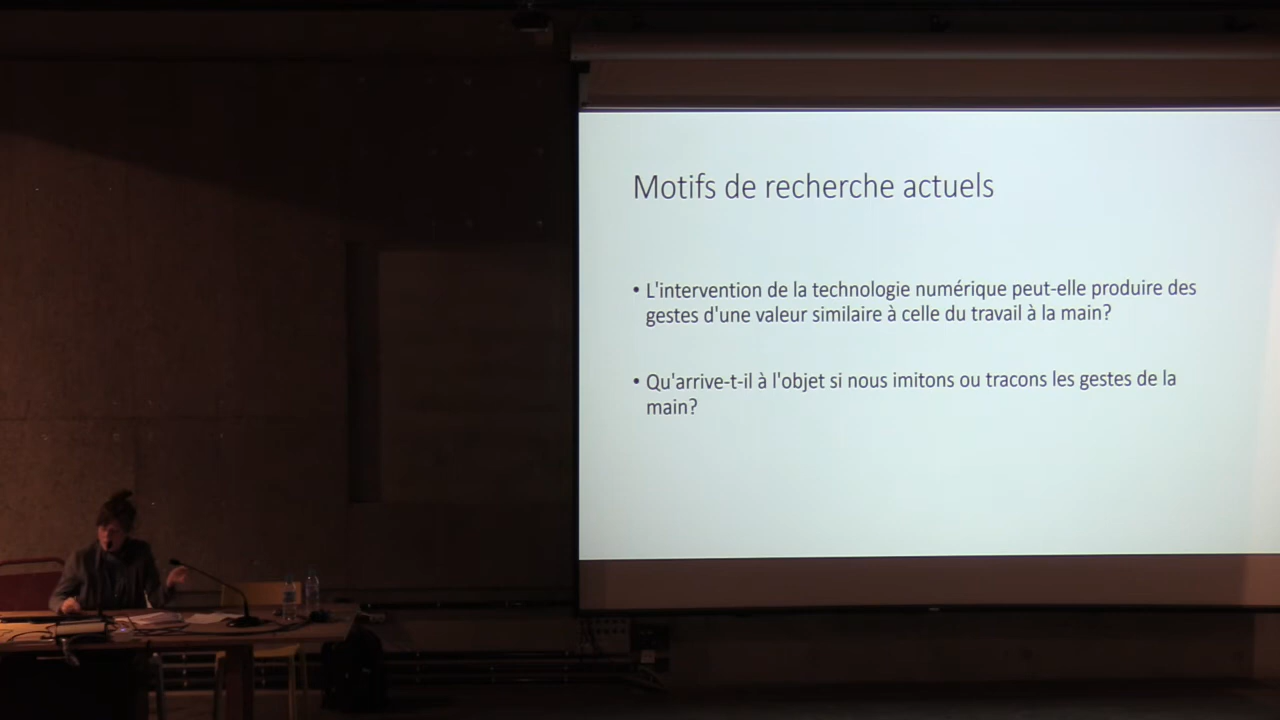 Motifs de recherche actuels
• L'intervention de la technologie numérique peut-elle produire des
gestes d'une valeur similaire à celle du travail à la main?
• Qu'arrive-t-il à l'objet si nous imitons ou tracons les gestes de la
main?